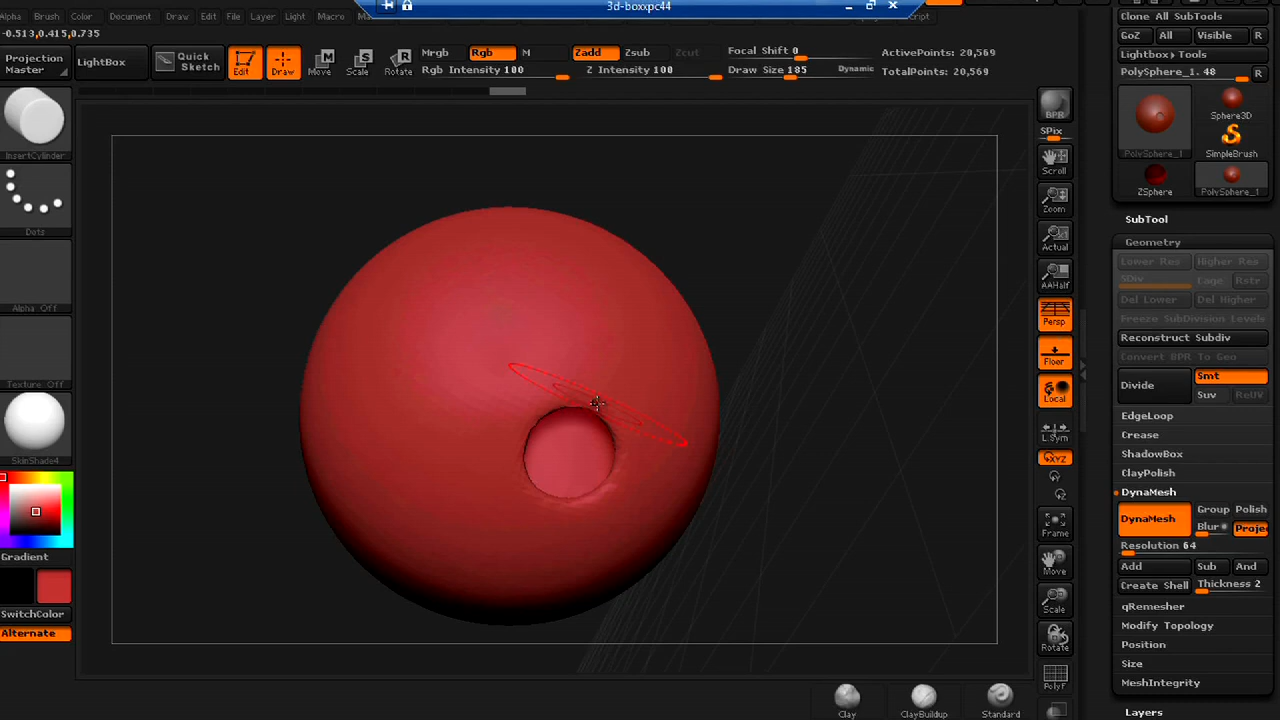 3d-boxxpc44
Alpha Brush Color Document Draw Edit File Layer Light Macro
-0.513,0.415,0.735
Projection Master
LightBox
Quick Sketch
Edit
Draw
Move
Scale
Rotate
Mrgb Rgb M
Rgb Intensity 100
Zadd Zsub Zcut
Z Intensity 100
Focal Shift 0
Draw Size 185
Dynamic
ActivePoints: 20,569
TotalPoints: 20,569
InsertCylinder
Dots
Alpha Off
Texture Off
SkinShade4
Gradient
SwitchColor
Alternate
BPR
SPix
Scroll
Zoom
Actual
AAHalf
Persp
Floor
Local
L.Sym
XYZ
Frame
Move
Scale
Rotate
PolyF
Clay
ClayBuildup
Standard
Clone All SubTools
GoZ All Visible R
Lightbox▸Tools
PolySphere_1. 48 R
PolySphere_1
Sphere3D
SimpleBrush
ZSphere
PolySphere_1
SubTool
Geometry
Lower Res Higher Res
SDiv Cage Rstr
Del Lower Del Higher
Freeze SubDivision Levels
Reconstruct Subdiv
Convert BPR To Geo
Divide
Smt
Suv ReUV
EdgeLoop
Crease
ShadowBox
ClayPolish
DynaMesh
DynaMesh
Group Polish
Blur Projec
Resolution 64
Add Sub And
Create Shell Thickness 2
qRemesher
Modify Topology
Position
Size
MeshIntegrity
Layers